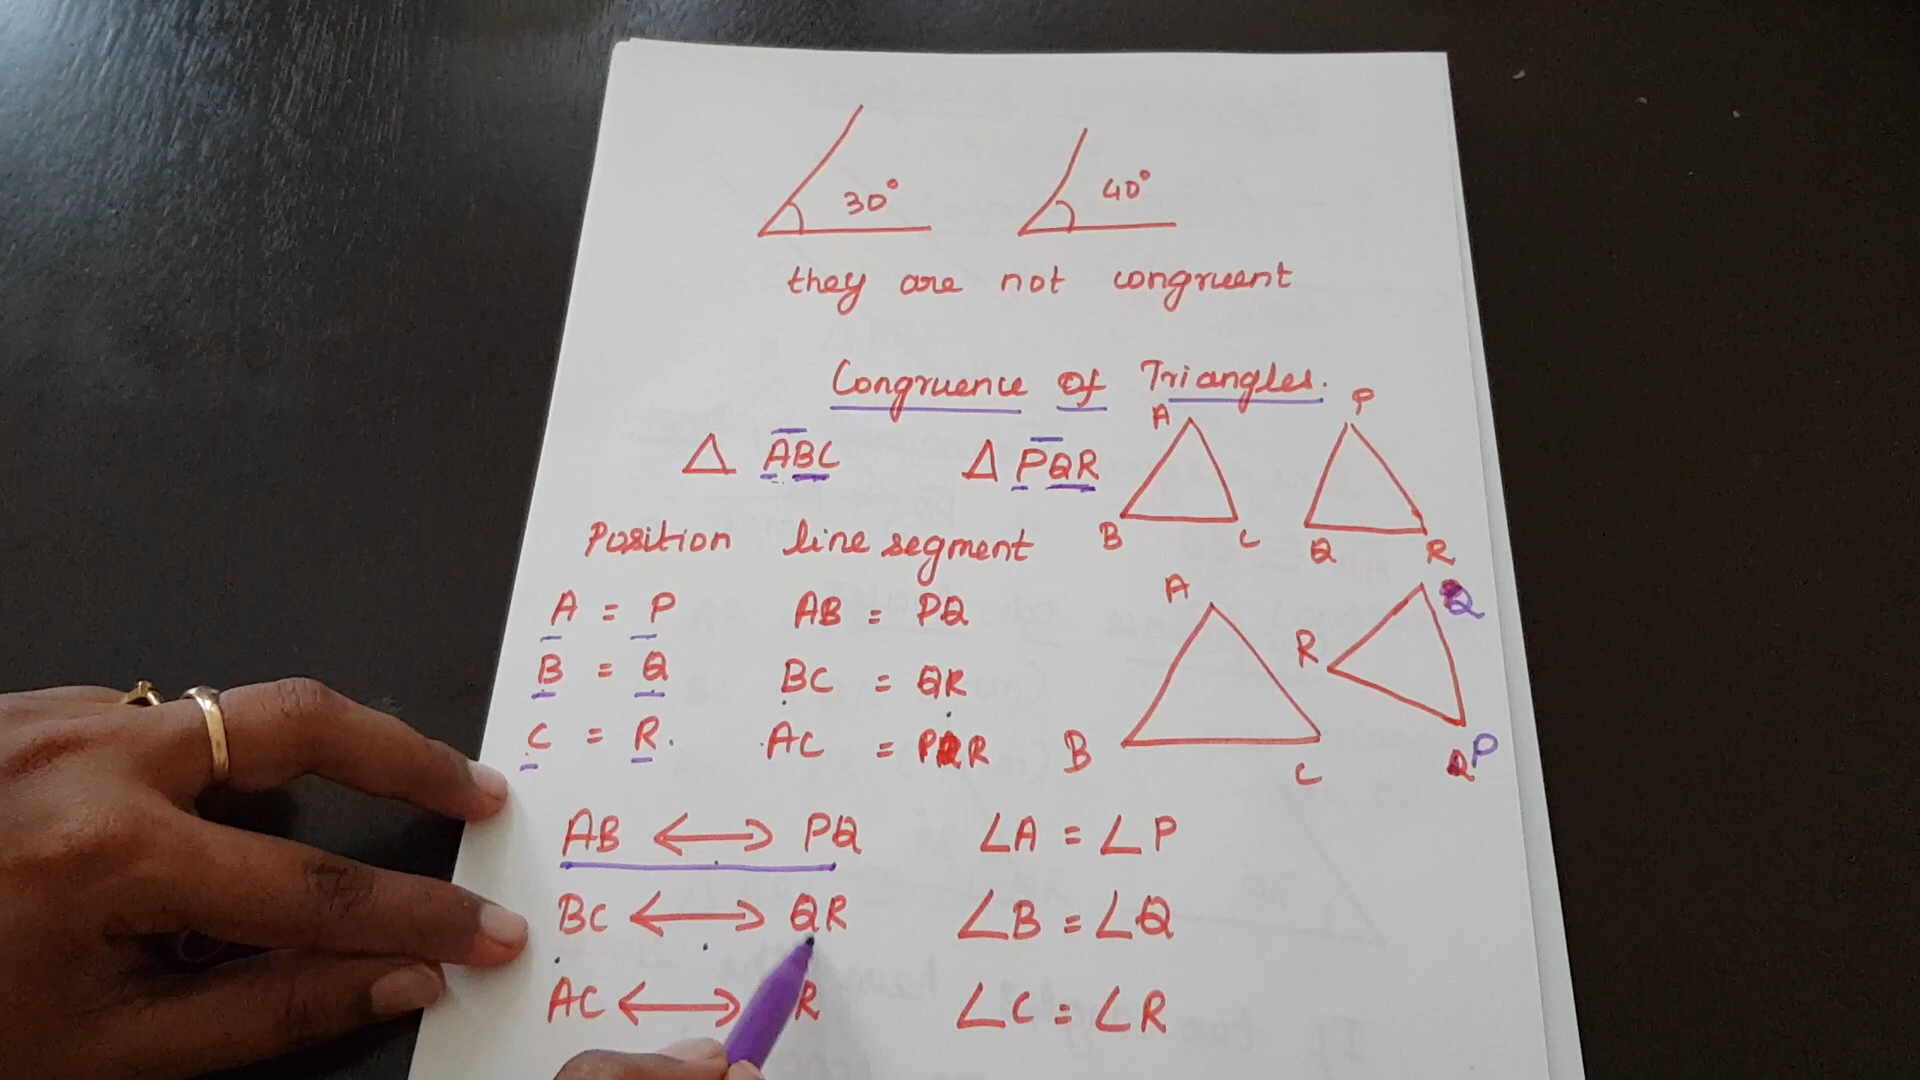 30° 40°
they are not congruent
Congruence of Triangles.
△ ABC △ PQR
A P
B C Q R
Position line segment
A = P AB = PQ
B = Q BC = QR
C = R. AC = PR
A Q
R
B C P
AB ⟷ PQ ∠A = ∠P
BC ⟷ QR ∠B = ∠Q
AC ⟷ R ∠C = ∠R